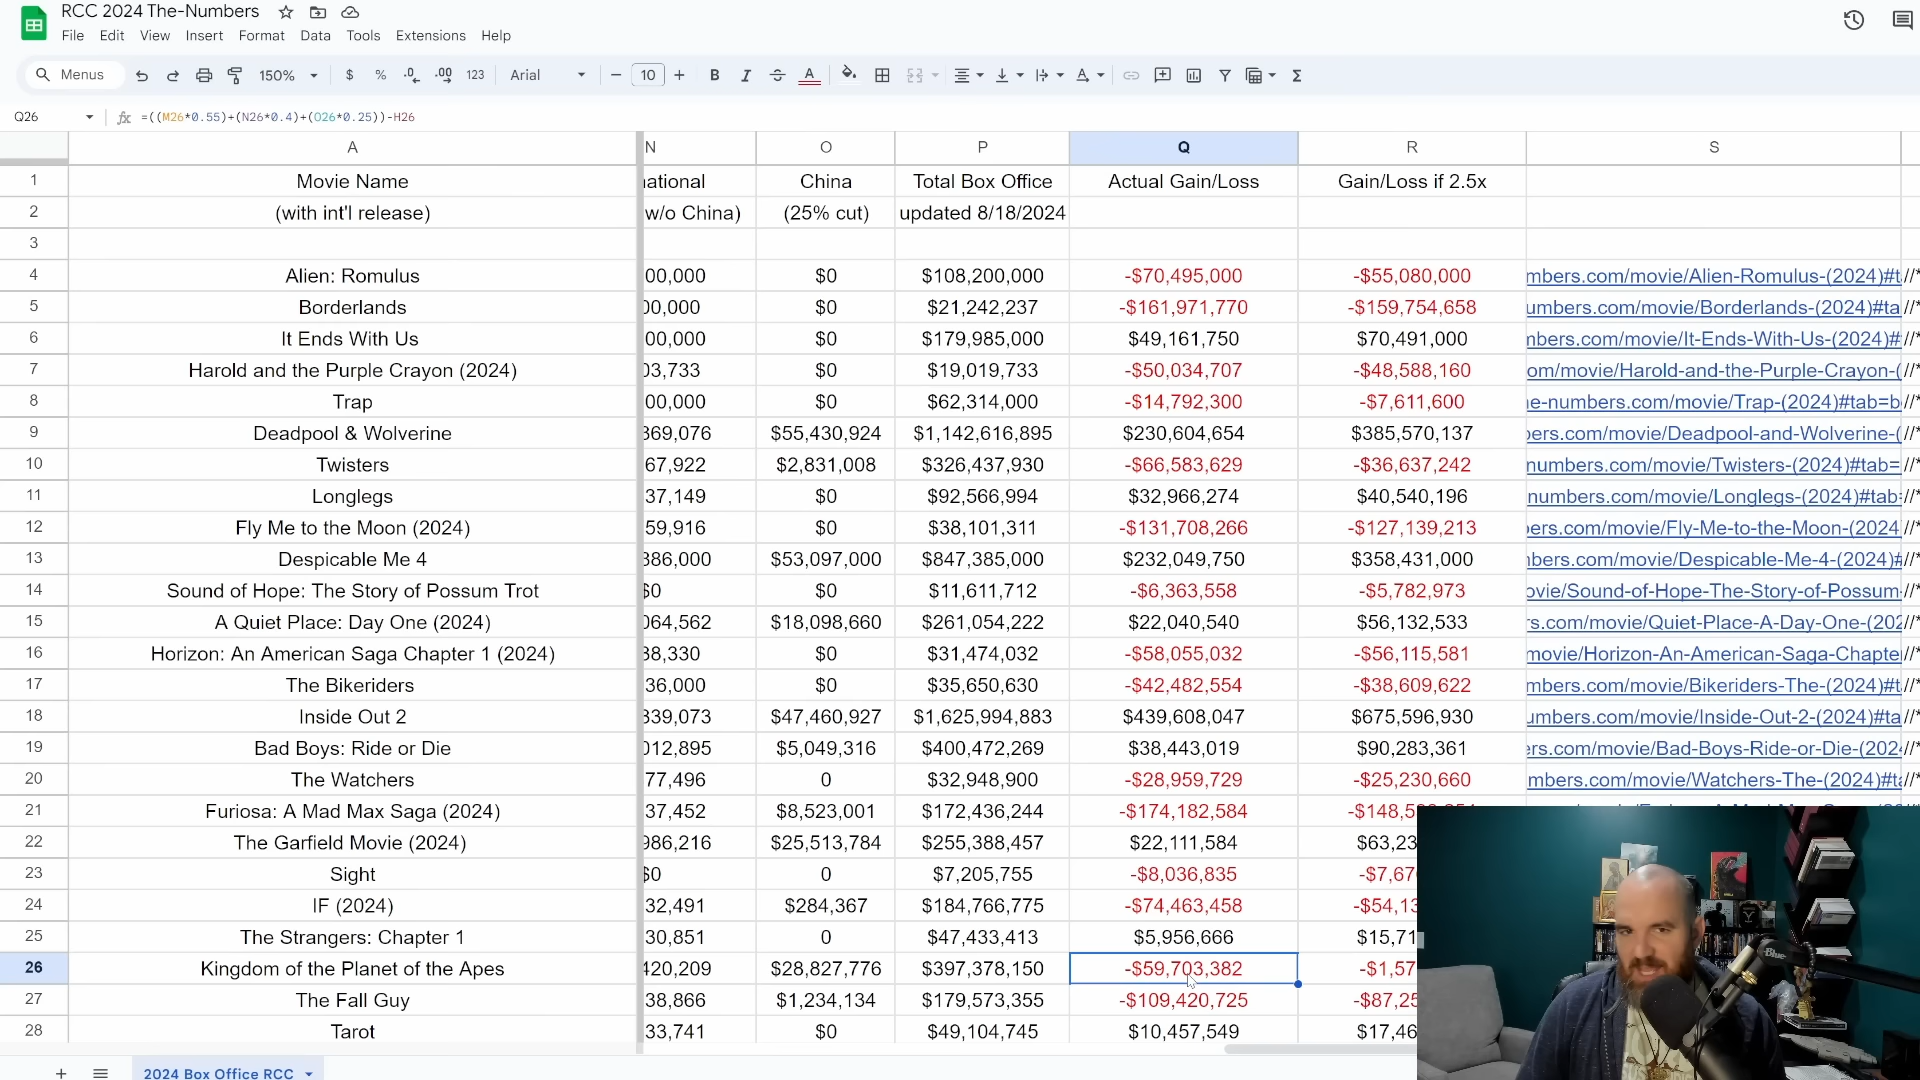 RCC 2024 The-Numbers
File Edit View Insert Format Data Tools Extensions Help
Menus 150% $ % .0 .00 123 Arial 10 B I A
Q26 fx =((M26*0.55)+(N26*0.4)+(O26*0.25))-H26
A N O P Q R S
1 Movie Name national China Total Box Office Actual Gain/Loss Gain/Loss if 2.5x
2 (with int'l release) w/o China) (25% cut) updated 8/18/2024
3
4 Alien: Romulus 00,000 $0 $108,200,000 -$70,495,000 -$55,080,000 mbers.com/movie/Alien-Romulus-(2024)#t //*
5 Borderlands 00,000 $0 $21,242,237 -$161,971,770 -$159,754,658 umbers.com/movie/Borderlands-(2024)#ta //*
6 It Ends With Us 00,000 $0 $179,985,000 $49,161,750 $70,491,000 mbers.com/movie/It-Ends-With-Us-(2024)# //*
7 Harold and the Purple Crayon (2024) 03,733 $0 $19,019,733 -$50,034,707 -$48,588,160 om/movie/Harold-and-the-Purple-Crayon-( //*
8 Trap 00,000 $0 $62,314,000 -$14,792,300 -$7,611,600 e-numbers.com/movie/Trap-(2024)#tab=b //*
9 Deadpool & Wolverine 369,076 $55,430,924 $1,142,616,895 $230,604,654 $385,570,137 bers.com/movie/Deadpool-and-Wolverine-( //*
10 Twisters 67,922 $2,831,008 $326,437,930 -$66,583,629 -$36,637,242 numbers.com/movie/Twisters-(2024)#tab= //*
11 Longlegs 37,149 $0 $92,566,994 $32,966,274 $40,540,196 numbers.com/movie/Longlegs-(2024)#tab //*
12 Fly Me to the Moon (2024) 59,916 $0 $38,101,311 -$131,708,266 -$127,139,213 ers.com/movie/Fly-Me-to-the-Moon-(2024 //*
13 Despicable Me 4 386,000 $53,097,000 $847,385,000 $232,049,750 $358,431,000 bers.com/movie/Despicable-Me-4-(2024)# //*
14 Sound of Hope: The Story of Possum Trot $0 $0 $11,611,712 -$6,363,558 -$5,782,973 ovie/Sound-of-Hope-The-Story-of-Possum- //*
15 A Quiet Place: Day One (2024) 064,562 $18,098,660 $261,054,222 $22,040,540 $56,132,533 rs.com/movie/Quiet-Place-A-Day-One-(202 //*
16 Horizon: An American Saga Chapter 1 (2024) 38,330 $0 $31,474,032 -$58,055,032 -$56,115,581 movie/Horizon-An-American-Saga-Chapte //*
17 The Bikeriders 36,000 $0 $35,650,630 -$42,482,554 -$38,609,622 mbers.com/movie/Bikeriders-The-(2024)#t //*
18 Inside Out 2 339,073 $47,460,927 $1,625,994,883 $439,608,047 $675,596,930 umbers.com/movie/Inside-Out-2-(2024)#ta //*
19 Bad Boys: Ride or Die 012,895 $5,049,316 $400,472,269 $38,443,019 $90,283,361 ers.com/movie/Bad-Boys-Ride-or-Die-(202 //*
20 The Watchers 77,496 0 $32,948,900 -$28,959,729 -$25,230,660 mbers.com/movie/Watchers-The-(2024)#t //*
21 Furiosa: A Mad Max Saga (2024) 37,452 $8,523,001 $172,436,244 -$174,182,584 -$148,5
22 The Garfield Movie (2024) 986,216 $25,513,784 $255,388,457 $22,111,584 $63,23
23 Sight $0 0 $7,205,755 -$8,036,835 -$7,67
24 IF (2024) 32,491 $284,367 $184,766,775 -$74,463,458 -$54,13
25 The Strangers: Chapter 1 30,851 0 $47,433,413 $5,956,666 $15,71
26 Kingdom of the Planet of the Apes 420,209 $28,827,776 $397,378,150 -$59,703,382 -$1,57
27 The Fall Guy 38,866 $1,234,134 $179,573,355 -$109,420,725 -$87,25
28 Tarot 33,741 $0 $49,104,745 $10,457,549 $17,46
Blue
2024 Box Office RCC